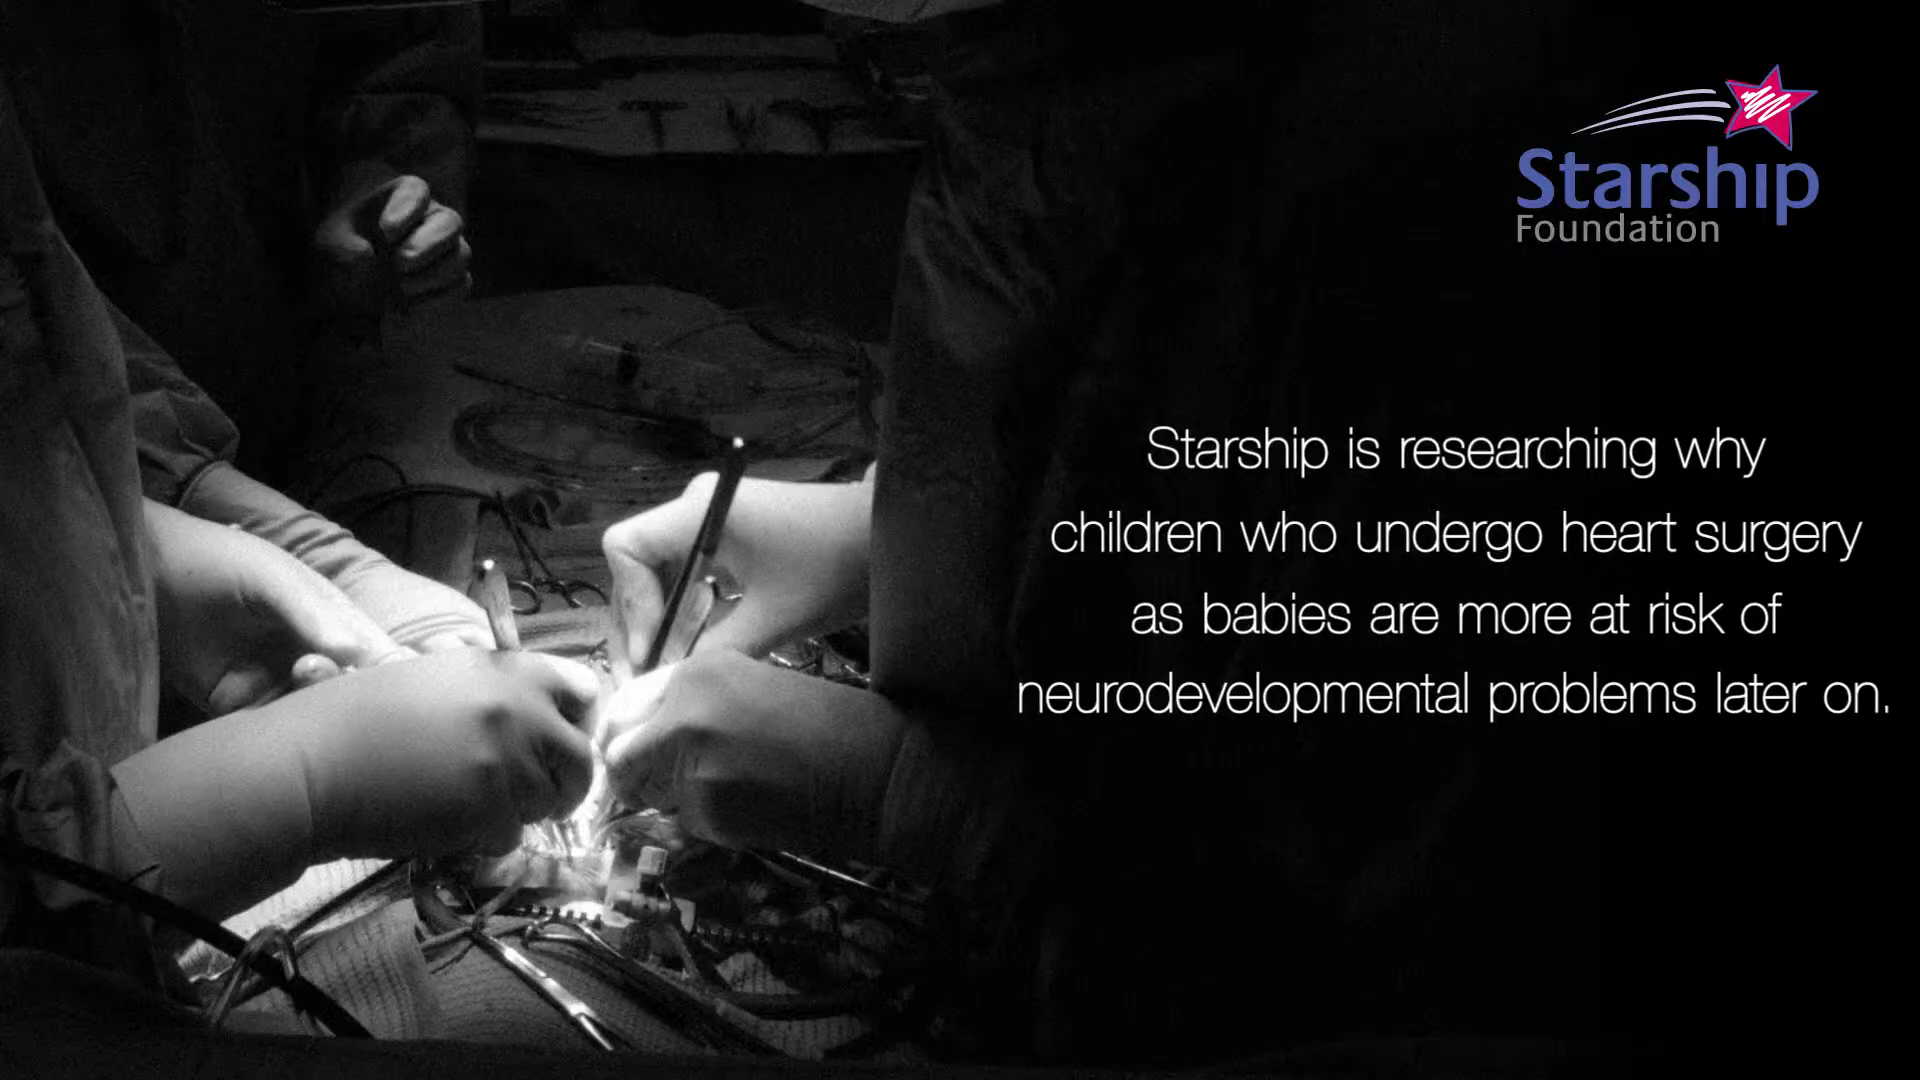 Starship
Foundation
Starship is researching why
children who undergo heart surgery
as babies are more at risk of
neurodevelopmental problems later on.